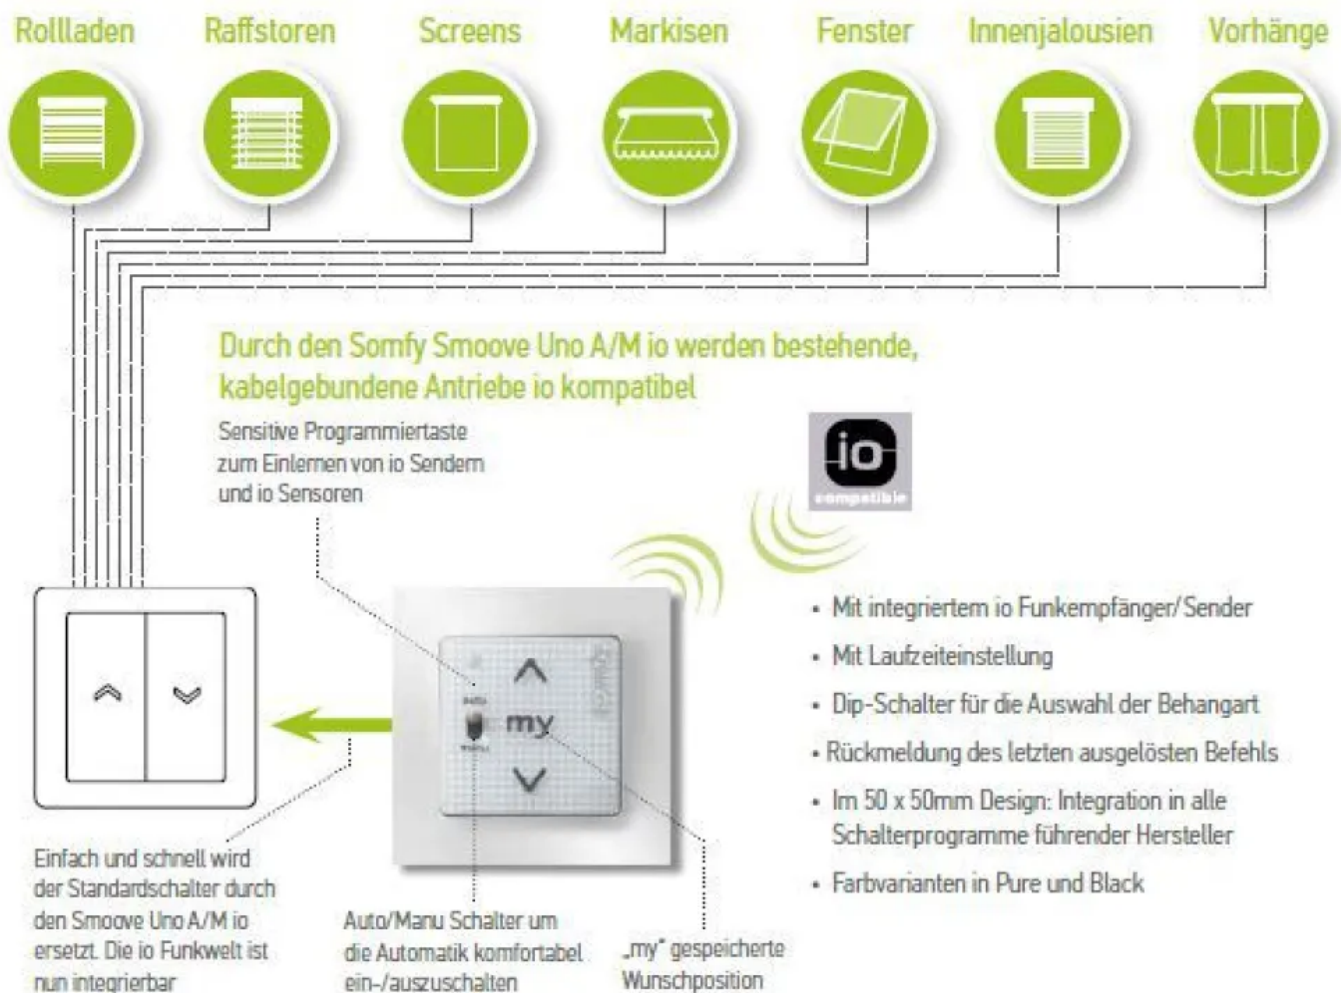 Rollladen
Raffstoren
Screens
Markisen
Fenster
Innenjalousien
Vorhänge
Durch den Somfy Smoove Uno A/M io werden bestehende,
kabelgebundene Antriebe io kompatibel
Sensitive Programmiertaste
zum Einlernen von io Sendern
und io Sensoren
io
compatible
auto
my
manu
somfy
• Mit integriertem io Funkempfänger/Sender
• Mit Laufzeiteinstellung
• Dip-Schalter für die Auswahl der Behangart
• Rückmeldung des letzten ausgelösten Befehls
• Im 50 x 50mm Design: Integration in alle
Schalterprogramme führender Hersteller
• Farbvarianten in Pure und Black
Einfach und schnell wird
der Standardschalter durch
den Smoove Uno A/M io
ersetzt. Die io Funkwelt ist
nun integrierbar
Auto/Manu Schalter um
die Automatik komfortabel
ein-/auszuschalten
„my“ gespeicherte
Wunschposition